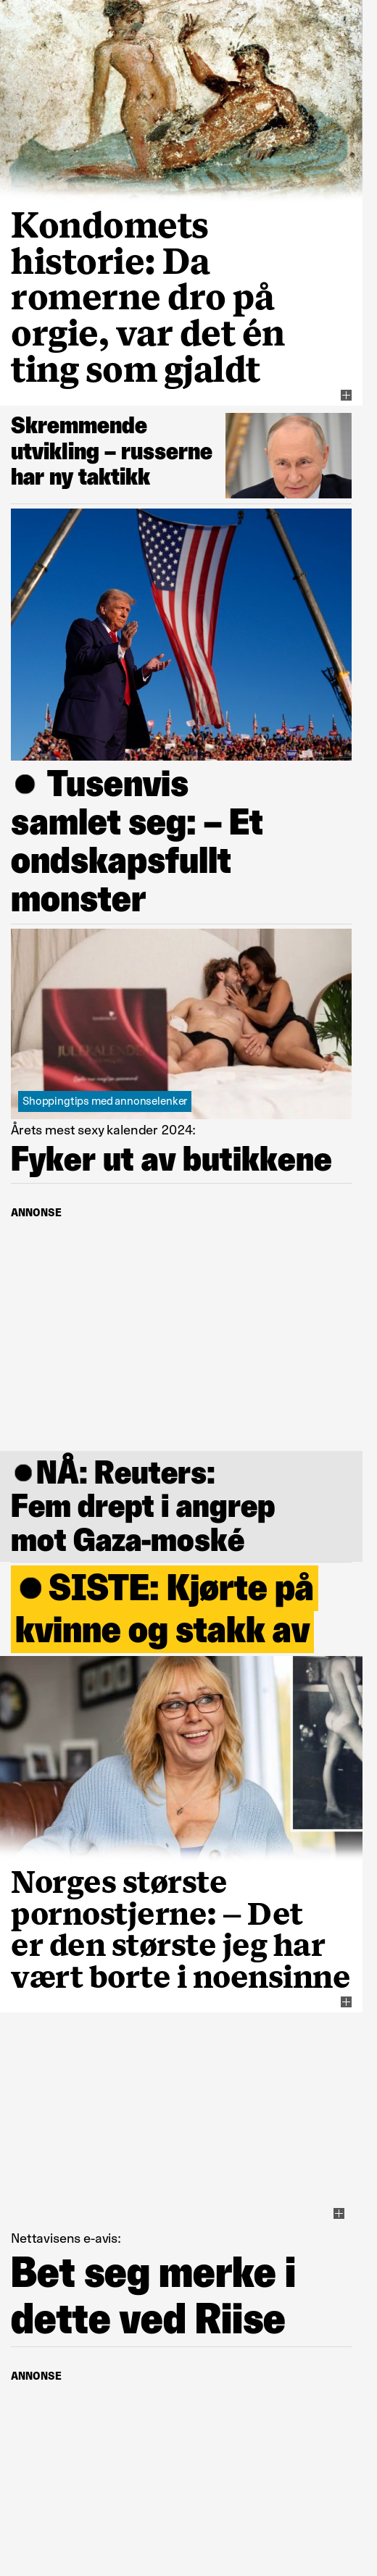 Kondomets
historie: Da
romerne dro på
orgie, var det én
ting som gjaldt
Skremmende
utvikling – russerne
har ny taktikk
● Tusenvis
samlet seg: – Et
ondskapsfullt
monster
Shoppingtips med annonselenker
Årets mest sexy kalender 2024:
Fyker ut av butikkene
ANNONSE
●NÅ: Reuters:
Fem drept i angrep
mot Gaza-moské
● SISTE: Kjørte på
kvinne og stakk av
Norges største
pornostjerne: – Det
er den største jeg har
vært borte i noensinne
Nettavisens e-avis:
Bet seg merke i
dette ved Riise
ANNONSE